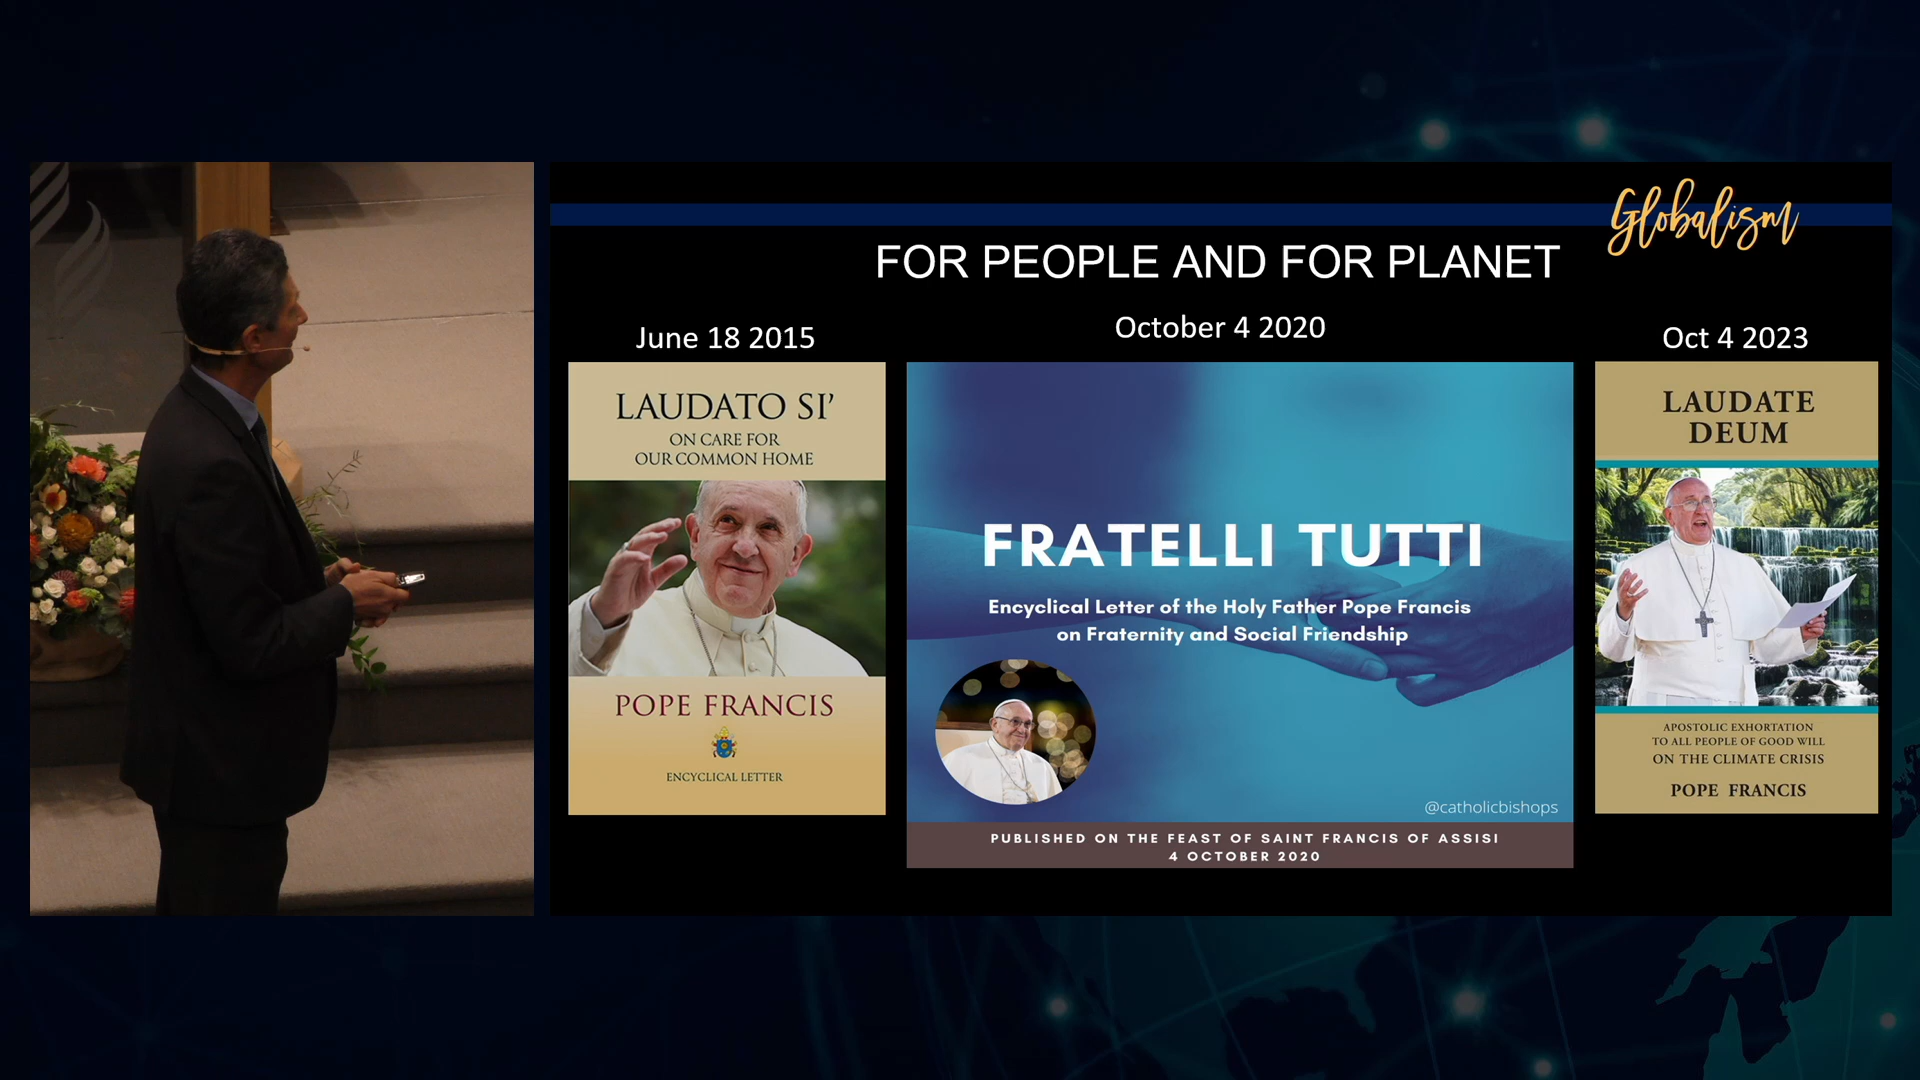 Globalism
FOR PEOPLE AND FOR PLANET
June 18 2015
October 4 2020
Oct 4 2023
LAUDATO SI'
ON CARE FOR
OUR COMMON HOME
POPE FRANCIS
ENCYCLICAL LETTER
FRATELLI TUTTI
Encyclical Letter of the Holy Father Pope Francis
on Fraternity and Social Friendship
@catholicbishops
PUBLISHED ON THE FEAST OF SAINT FRANCIS OF ASSISI
4 OCTOBER 2020
LAUDATE
DEUM
APOSTOLIC EXHORTATION
TO ALL PEOPLE OF GOOD WILL
ON THE CLIMATE CRISIS
POPE FRANCIS